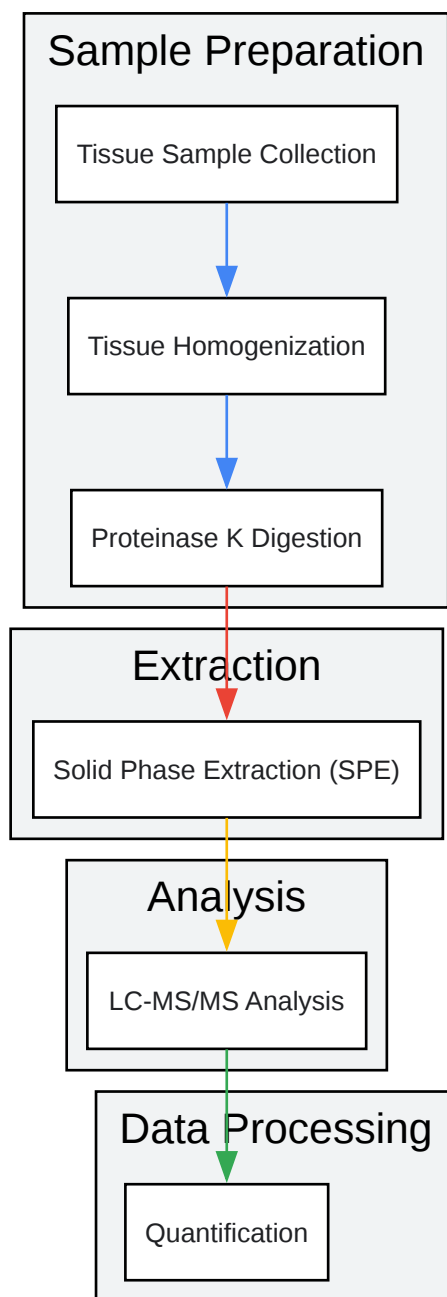 Sample Preparation
Tissue Sample Collection
Tissue Homogenization
Proteinase K Digestion
Extraction
Solid Phase Extraction (SPE)
Analysis
LC-MS/MS Analysis
Data Processing
Quantification